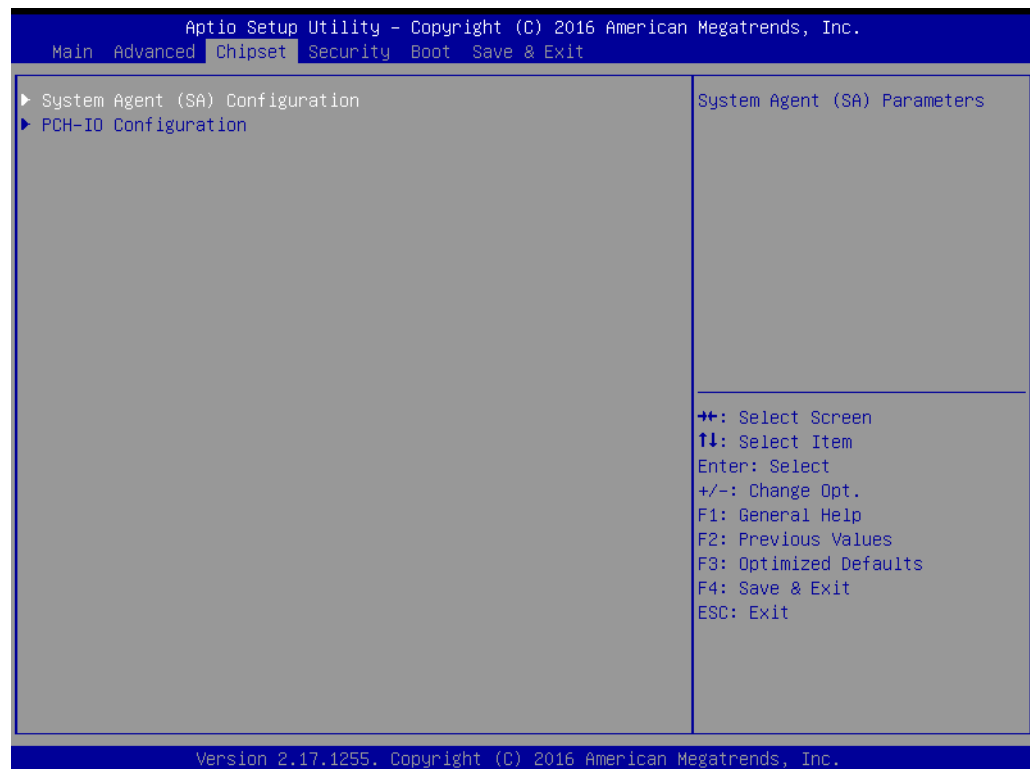 Aptio Setup Utility – Copyright (C) 2016 American Megatrends, Inc.
Main Advanced Chipset Security Boot Save & Exit
▶ System Agent (SA) Configuration
▶ PCH-IO Configuration
System Agent (SA) Parameters
→←: Select Screen
↑↓: Select Item
Enter: Select
+/-: Change Opt.
F1: General Help
F2: Previous Values
F3: Optimized Defaults
F4: Save & Exit
ESC: Exit
Version 2.17.1255. Copyright (C) 2016 American Megatrends, Inc.